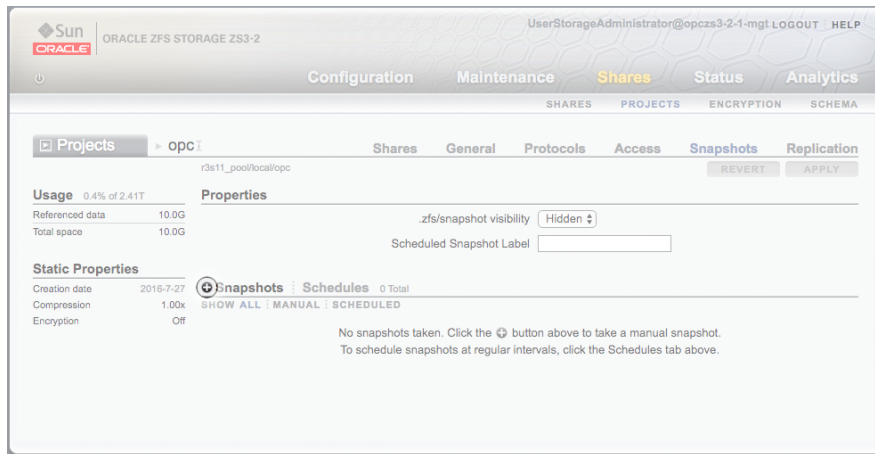 Sun
ORACLE
ORACLE ZFS STORAGE ZS3-2
UserStorageAdministrator@opczs3-2-1-mgt LOGOUT HELP
Configuration Maintenance Shares Status Analytics
SHARES PROJECTS ENCRYPTION SCHEMA
Projects opc
Shares General Protocols Access Snapshots Replication
r3s11_pool/local/opc
REVERT APPLY
Usage 0.4% of 2.41T
Referenced data 10.0G
Total space 10.0G
Static Properties
Creation date 2016-7-27
Compression 1.00x
Encryption Off
Properties
.zfs/snapshot visibility Hidden
Scheduled Snapshot Label
Snapshots Schedules 0 Total
SHOW ALL MANUAL SCHEDULED
No snapshots taken. Click the button above to take a manual snapshot.
To schedule snapshots at regular intervals, click the Schedules tab above.